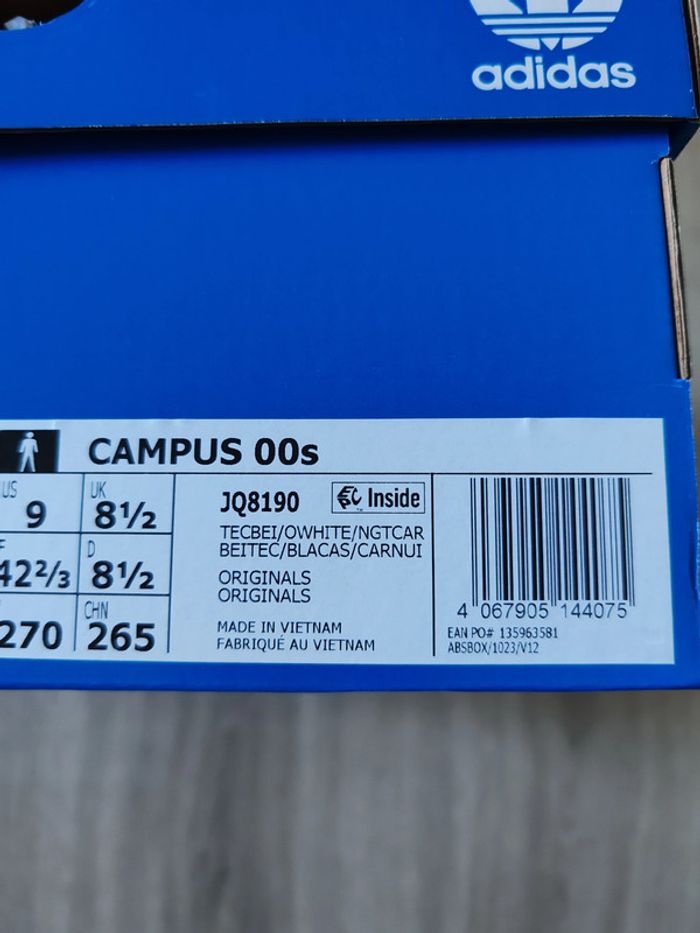 adidas
CAMPUS 00s
US UK
9 8½
F D
42⅔ 8½
CHN
270 265
JQ8190 Inside
TECBEI/OWHITE/NGTCAR
BEITEC/BLACAS/CARNUI
ORIGINALS
ORIGINALS
MADE IN VIETNAM
FABRIQUÉ AU VIETNAM
4 067905 144075
EAN PO# 135963581
ABSBOX/1023/V12